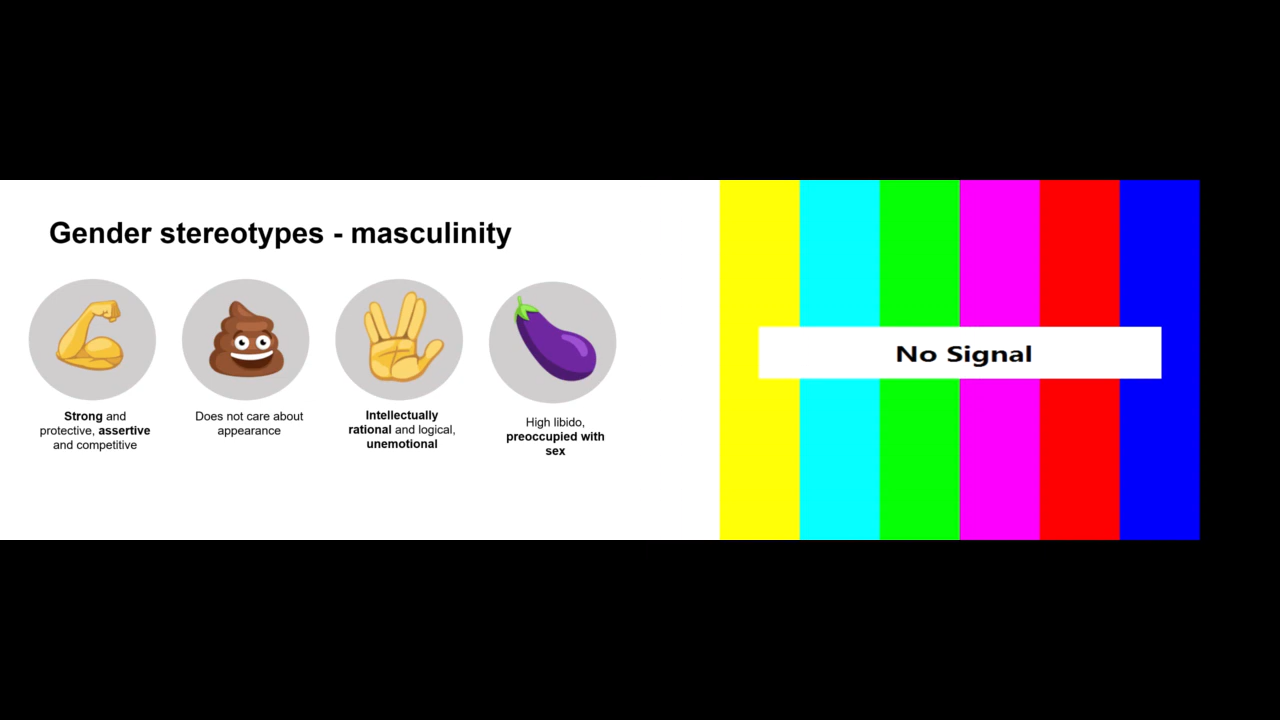 Gender stereotypes - masculinity
Strong and
protective, assertive
and competitive
Does not care about
appearance
Intellectually
rational and logical,
unemotional
High libido,
preoccupied with
sex
No Signal